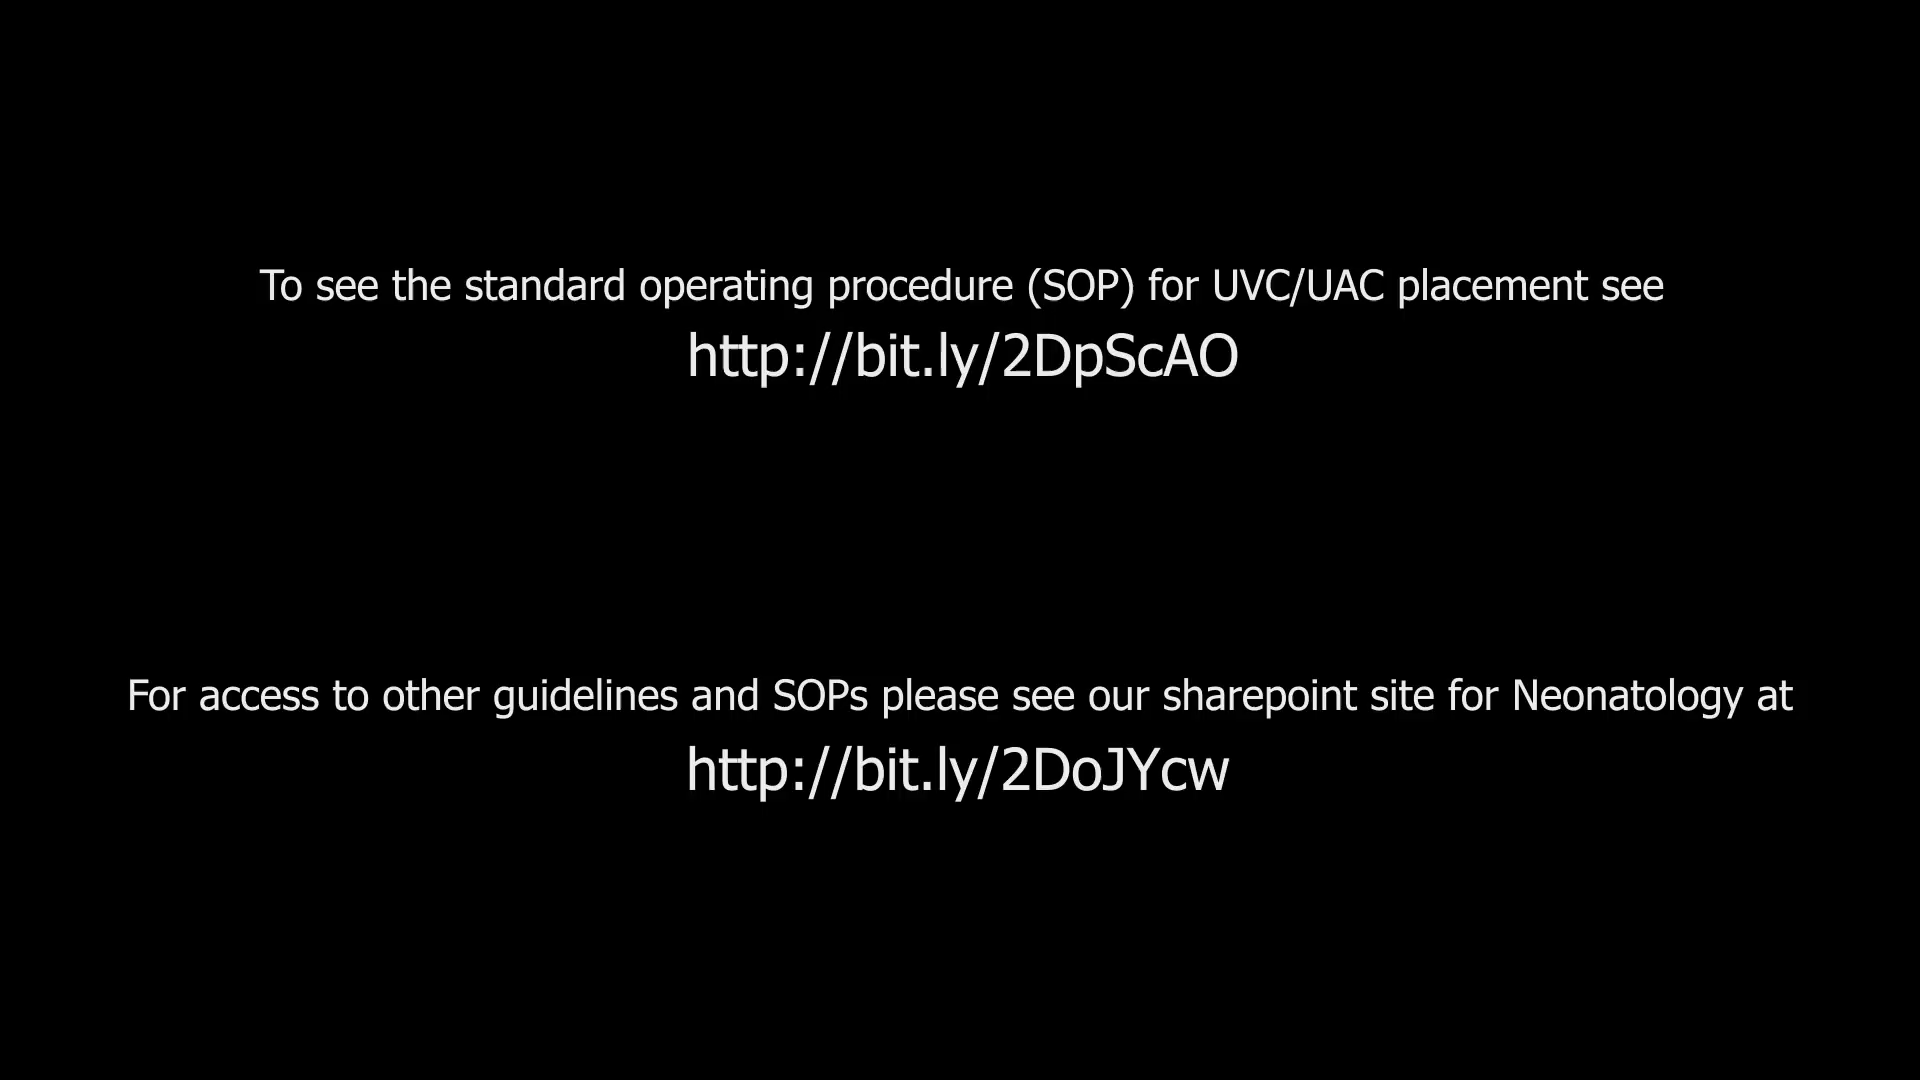 To see the standard operating procedure (SOP) for UVC/UAC placement see
http://bit.ly/2DpScAO
For access to other guidelines and SOPs please see our sharepoint site for Neonatology at
http://bit.ly/2DoJYcw